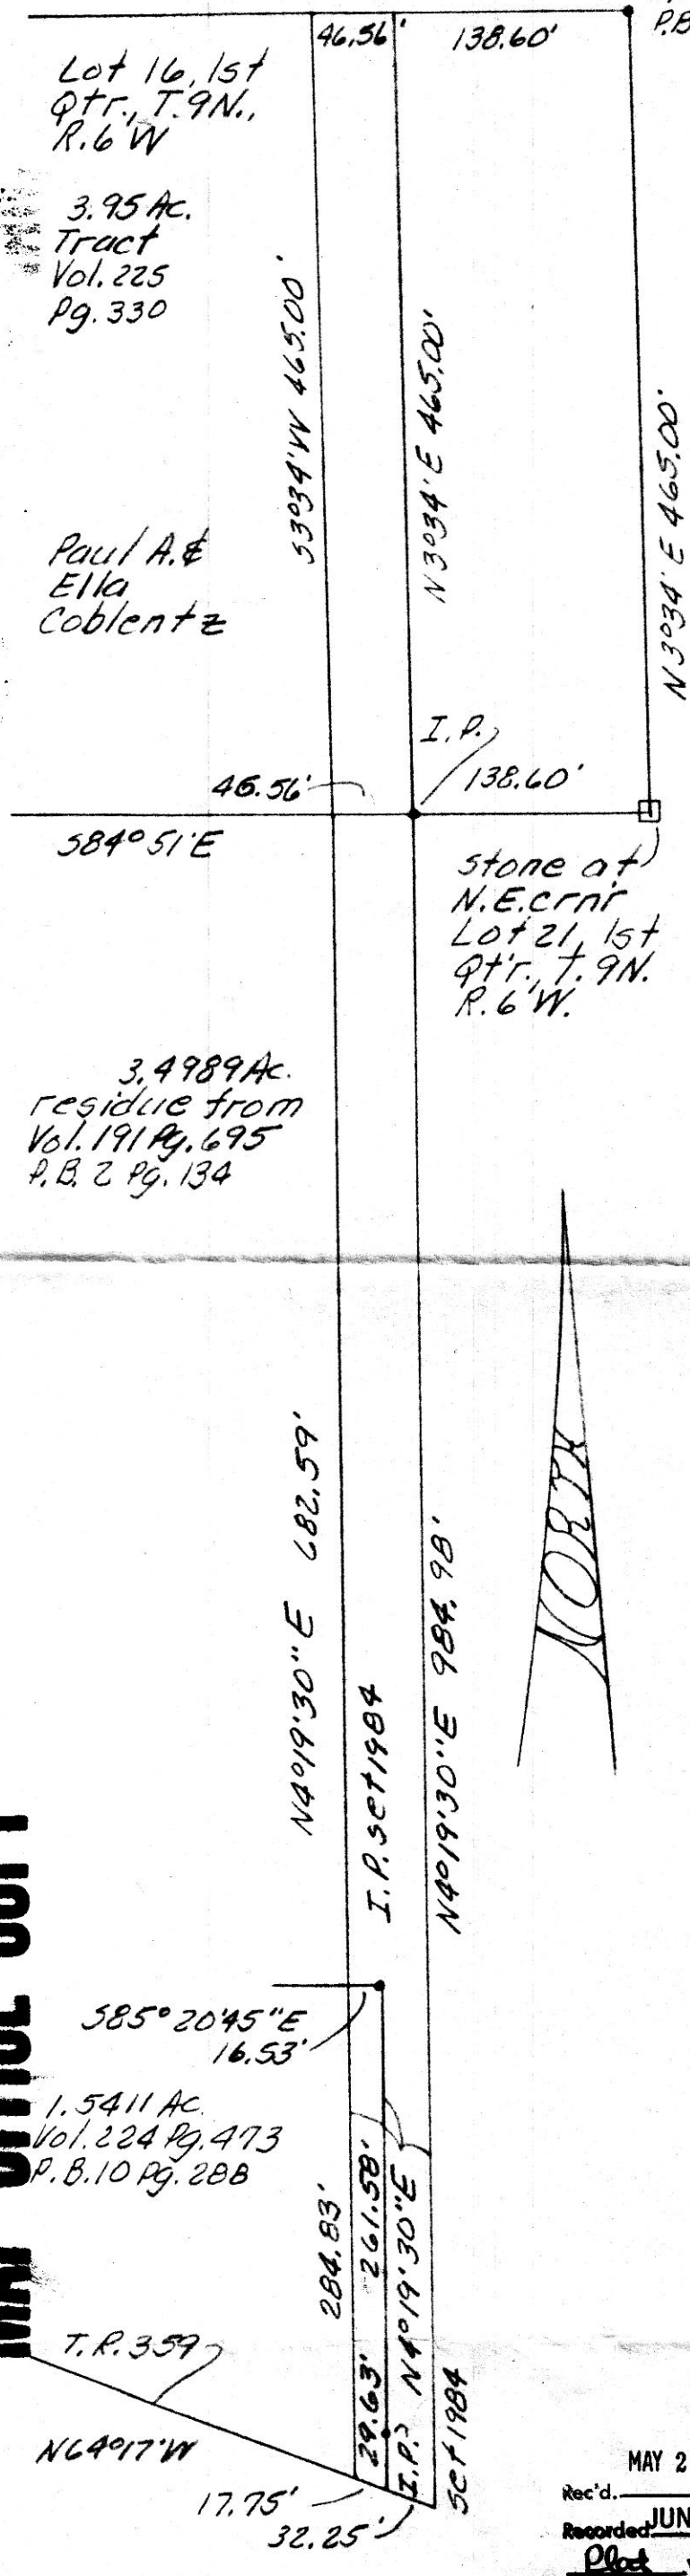 46.56' 138.60'
P.B
Lot 16, 1st
Qtr., T.9N.,
R.6 W
3.95 Ac.
Tract
Vol. 225
Pg. 330
S3°34'W 465.00'
N3°34'E 465.00'
N3°34'E 465.00'
Paul A. &
Ella
Coblentz
I.P.
46.56'
138.60'
S84°51'E
stone at
N.E. crn'r
Lot 21, 1st
Qt'r., T.9N.
R.6 W.
3.4989 Ac.
residue from
Vol. 191 Pg. 695
P.B. 2 Pg. 134
NORTH
N4°19'30"E 682.59'
I.P. set 1984
N4°19'30"E 984.98'
S85°20'45"E
16.53'
1.5411 Ac.
Vol. 224 Pg. 473
P.B. 10 Pg. 288
284.83'
261.58'
N4°19'30"E
29.63'
I.P.
set 1984
T.R. 359
N64°17'W
17.75'
32.25'
MAY 2
Rec'd.
Recorded JUN
Plat